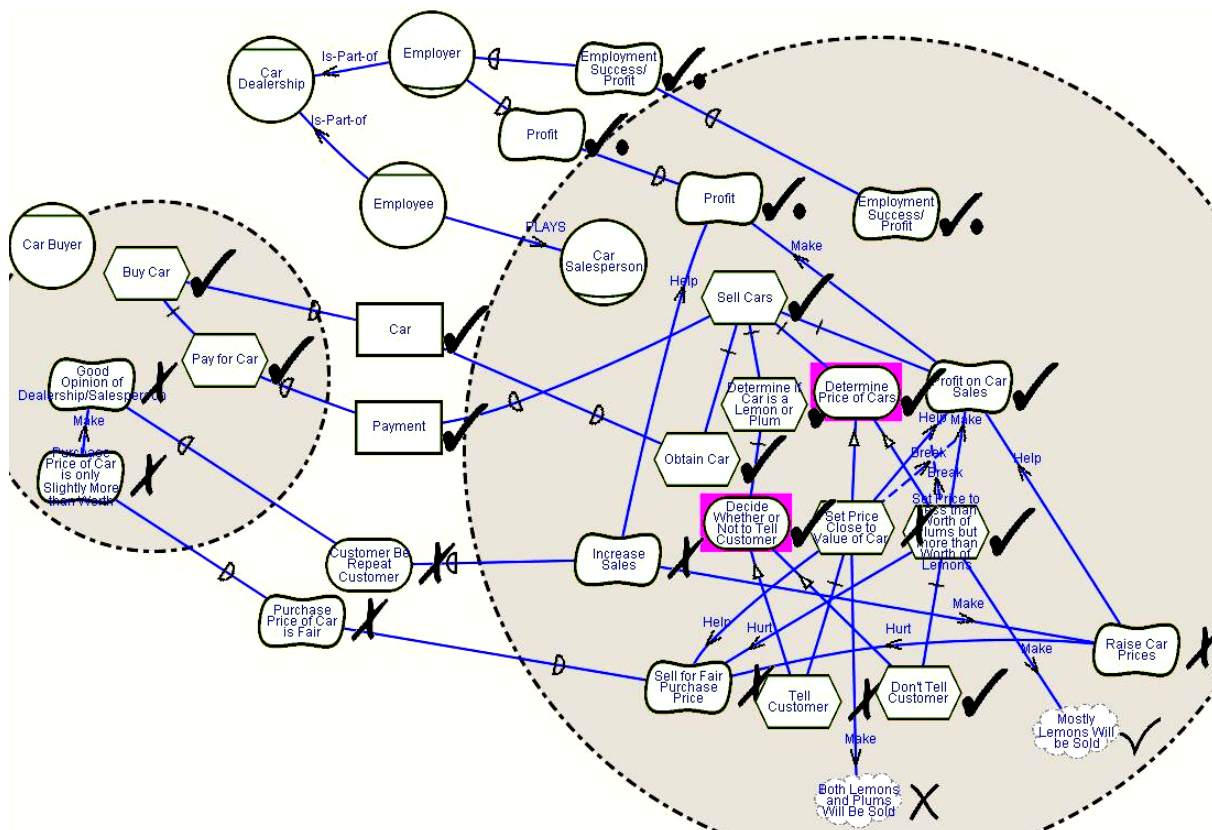 Employer
Employment
Success/
Profit
Is-Part-of
Car
Dealership
Is-Part-of
Profit
Profit
Employment
Success/
Profit
Employee
PLAYS
Car
Salesperson
Car Buyer
Buy Car
Make
Help
Sell Cars
Car
Pay for Car
Good
Opinion of
Dealership/Salesperson
Make
Determine if
Car is a
Lemon or
Plum
Determine
Price of Cars
Profit on Car
Sales
Payment
Help
Make
Obtain Car
Break
Break
Help
Purchase
Price of Car
is only
Slightly More
than Worth
Decide
Whether or
Not to Tell
Customer
Set Price
Close to
Value of Car
Set Price to
less than
Worth of
Plums but
more than
Worth of
Lemons
Customer Be
Repeat
Customer
Increase
Sales
Make
Purchase
Price of Car
is Fair
Help
Hurt
Hurt
Make
Raise Car
Prices
Sell for Fair
Purchase
Price
Tell
Customer
Don't Tell
Customer
Mostly
Lemons Will
be Sold
Make
Both Lemons
and Plums
Will Be Sold